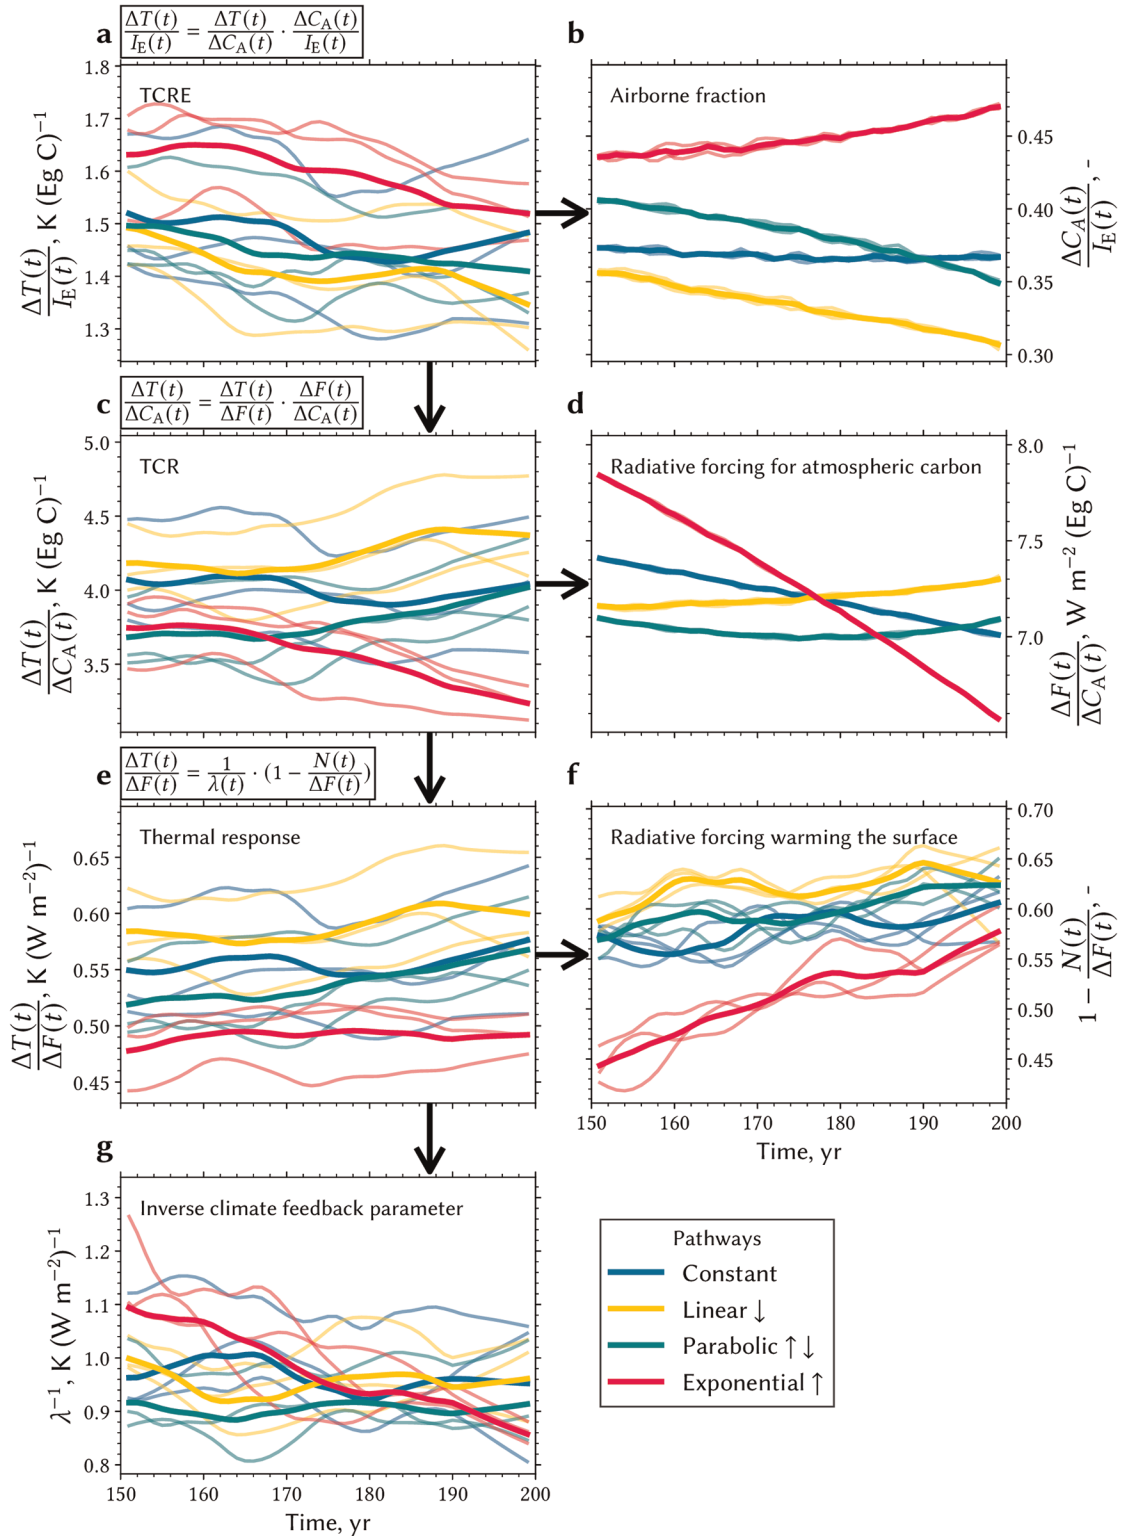 a
ΔT(t)/I_E(t) = ΔT(t)/ΔC_A(t) · ΔC_A(t)/I_E(t)
TCRE
ΔT(t)/I_E(t), K (Eg C)⁻¹
1.8
1.7
1.6
1.5
1.4
1.3
b
Airborne fraction
0.45
0.40
0.35
0.30
ΔC_A(t)/I_E(t), -
c
ΔT(t)/ΔC_A(t) = ΔT(t)/ΔF(t) · ΔF(t)/ΔC_A(t)
TCR
ΔT(t)/ΔC_A(t), K (Eg C)⁻¹
5.0
4.5
4.0
3.5
d
Radiative forcing for atmospheric carbon
8.0
7.5
7.0
ΔF(t)/ΔC_A(t), W m⁻² (Eg C)⁻¹
e
ΔT(t)/ΔF(t) = 1/λ(t) · (1 − N(t)/ΔF(t))
Thermal response
ΔT(t)/ΔF(t), K (W m⁻²)⁻¹
0.65
0.60
0.55
0.50
0.45
f
Radiative forcing warming the surface
0.70
0.65
0.60
0.55
0.50
0.45
1 − N(t)/ΔF(t), -
150 160 170 180 190 200
Time, yr
g
Inverse climate feedback parameter
λ⁻¹, K (W m⁻²)⁻¹
1.3
1.2
1.1
1.0
0.9
0.8
150 160 170 180 190 200
Time, yr
Pathways
Constant
Linear ↓
Parabolic ↑↓
Exponential ↑